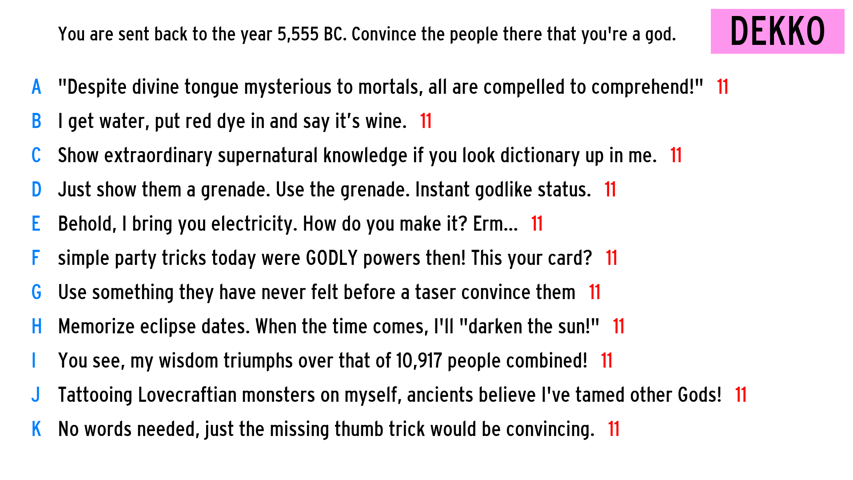 You are sent back to the year 5,555 BC. Convince the people there that you're a god.
DEKKO
A "Despite divine tongue mysterious to mortals, all are compelled to comprehend!" 11
B I get water, put red dye in and say it’s wine. 11
C Show extraordinary supernatural knowledge if you look dictionary up in me. 11
D Just show them a grenade. Use the grenade. Instant godlike status. 11
E Behold, I bring you electricity. How do you make it? Erm... 11
F simple party tricks today were GODLY powers then! This your card? 11
G Use something they have never felt before a taser convince them 11
H Memorize eclipse dates. When the time comes, I'll "darken the sun!" 11
I You see, my wisdom triumphs over that of 10,917 people combined! 11
J Tattooing Lovecraftian monsters on myself, ancients believe I've tamed other Gods! 11
K No words needed, just the missing thumb trick would be convincing. 11